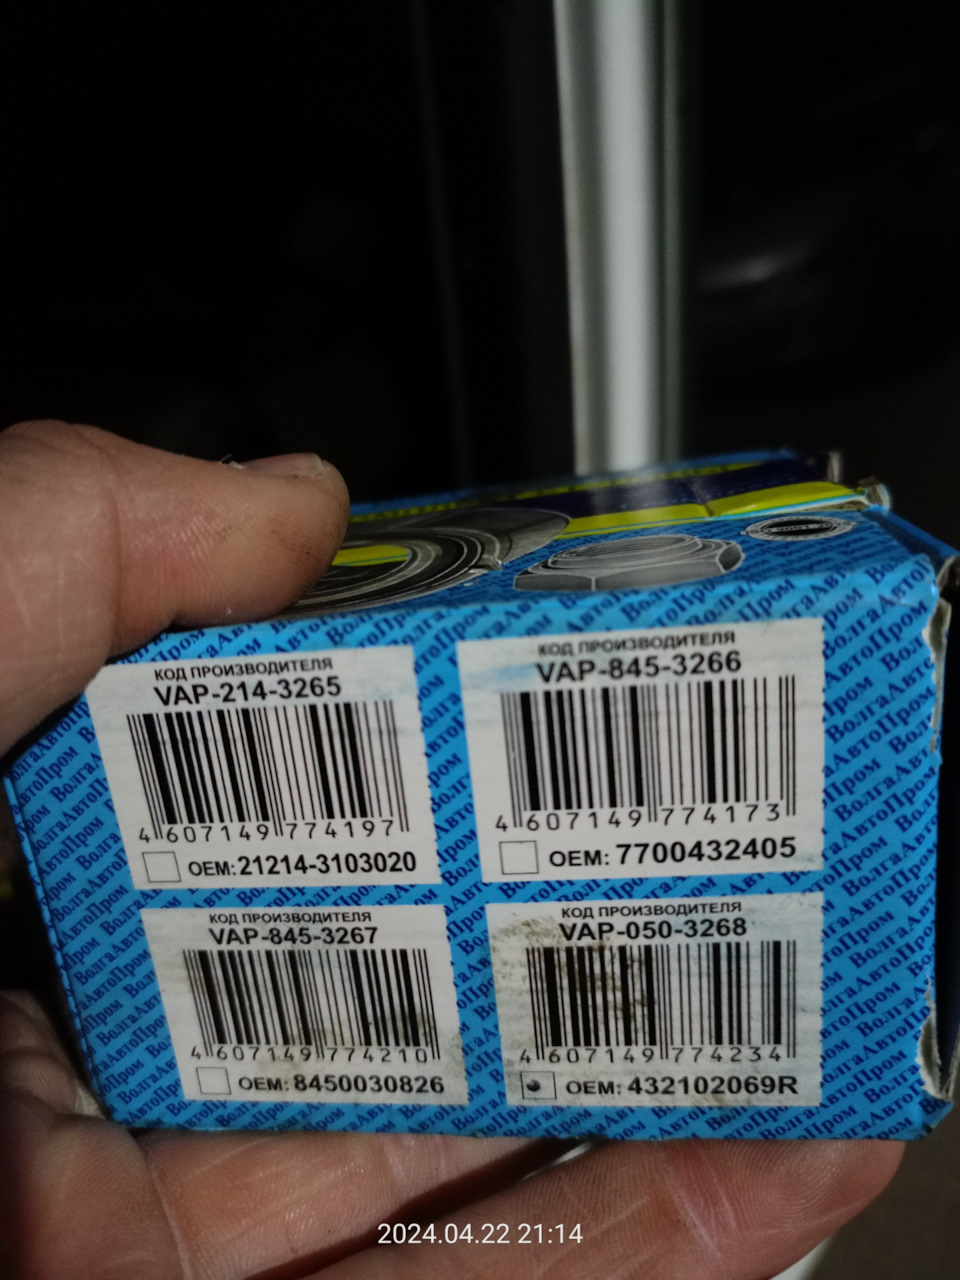 КОД ПРОИЗВОДИТЕЛЯ
VAP-214-3265
4 607149 774197
OEM: 21214-3103020
КОД ПРОИЗВОДИТЕЛЯ
VAP-845-3266
4 607149 774173
OEM: 7700432405
КОД ПРОИЗВОДИТЕЛЯ
VAP-845-3267
4 607149 774210
OEM: 8450030826
КОД ПРОИЗВОДИТЕЛЯ
VAP-050-3268
4 607149 774234
OEM: 432102069R
ВолгаАвтоПром
2024.04.22 21:14